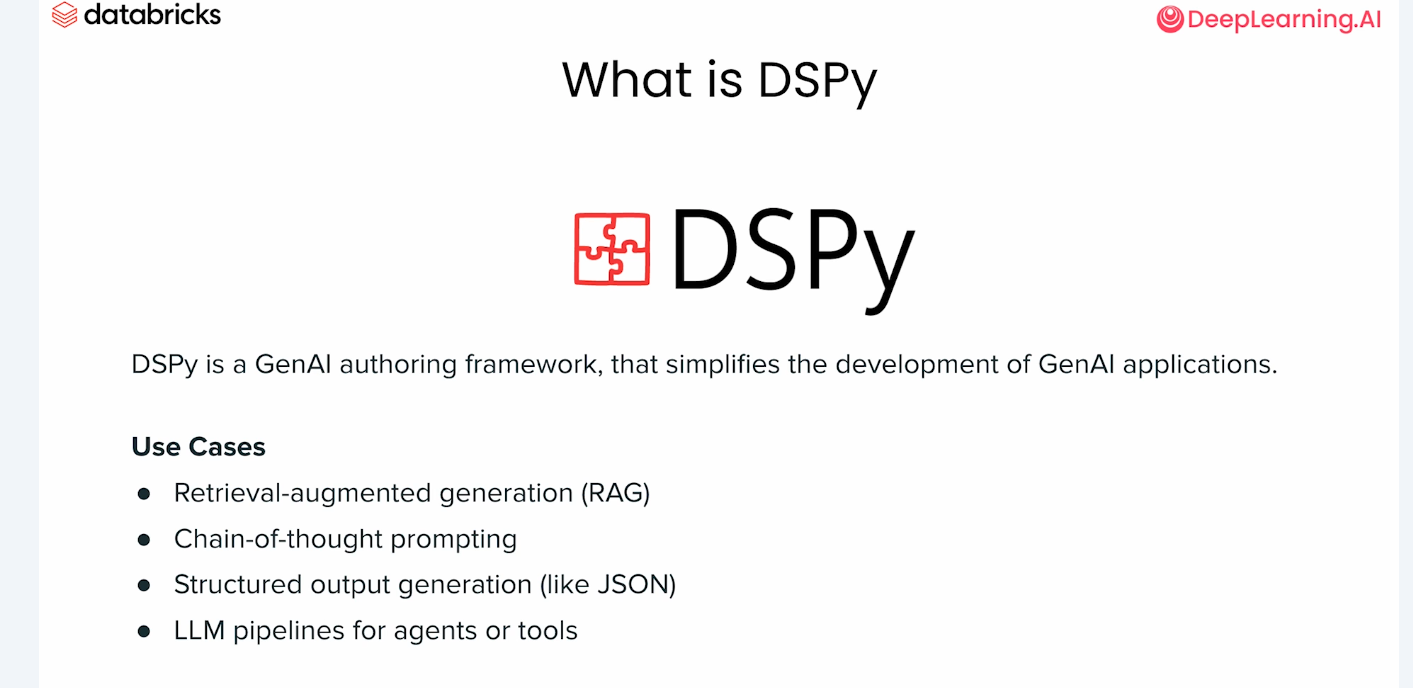 databricks
DeepLearning.AI
What is DSPy
DSPy
DSPy is a GenAI authoring framework, that simplifies the development of GenAI applications.
Use Cases
● Retrieval-augmented generation (RAG)
● Chain-of-thought prompting
● Structured output generation (like JSON)
● LLM pipelines for agents or tools